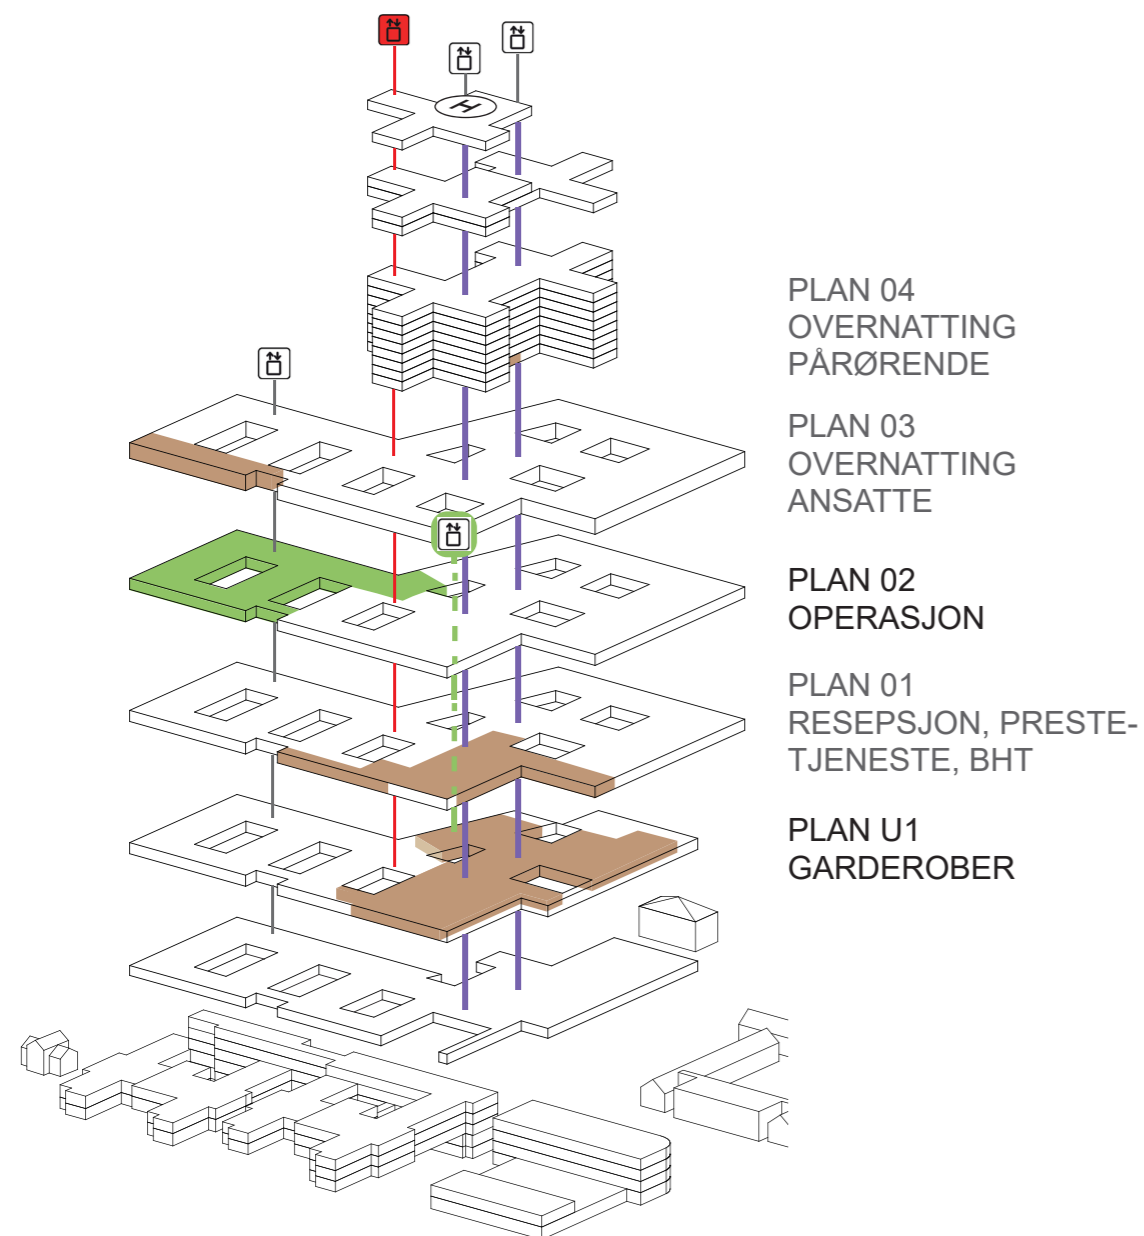 H
PLAN 04
OVERNATTING
PÅRØRENDE
PLAN 03
OVERNATTING
ANSATTE
PLAN 02
OPERASJON
PLAN 01
RESEPSJON, PRESTE-
TJENESTE, BHT
PLAN U1
GARDEROBER